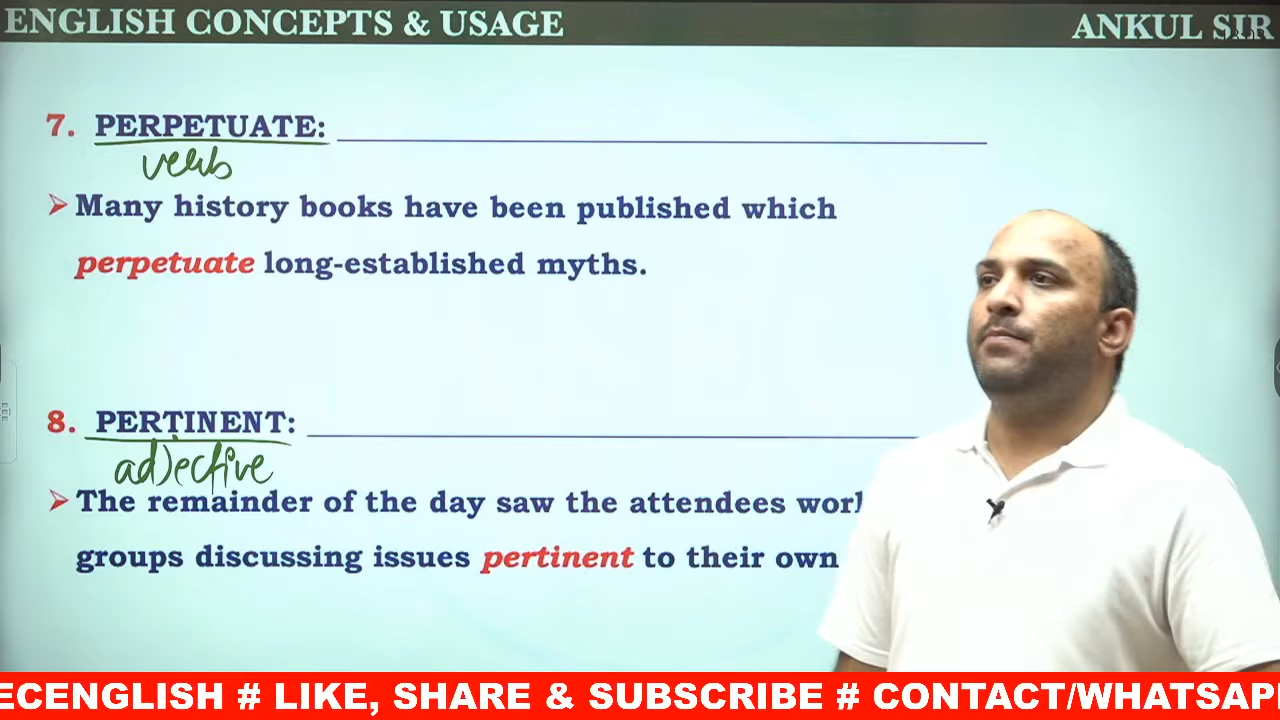 ENGLISH CONCEPTS & USAGE ANKUL SIR
7. PERPETUATE:
verb
Many history books have been published which
perpetuate long-established myths.
8. PERTINENT:
adjective
The remainder of the day saw the attendees
groups discussing issues pertinent to their own
ECENGLISH # LIKE, SHARE & SUBSCRIBE # CONTACT/WHATSAP